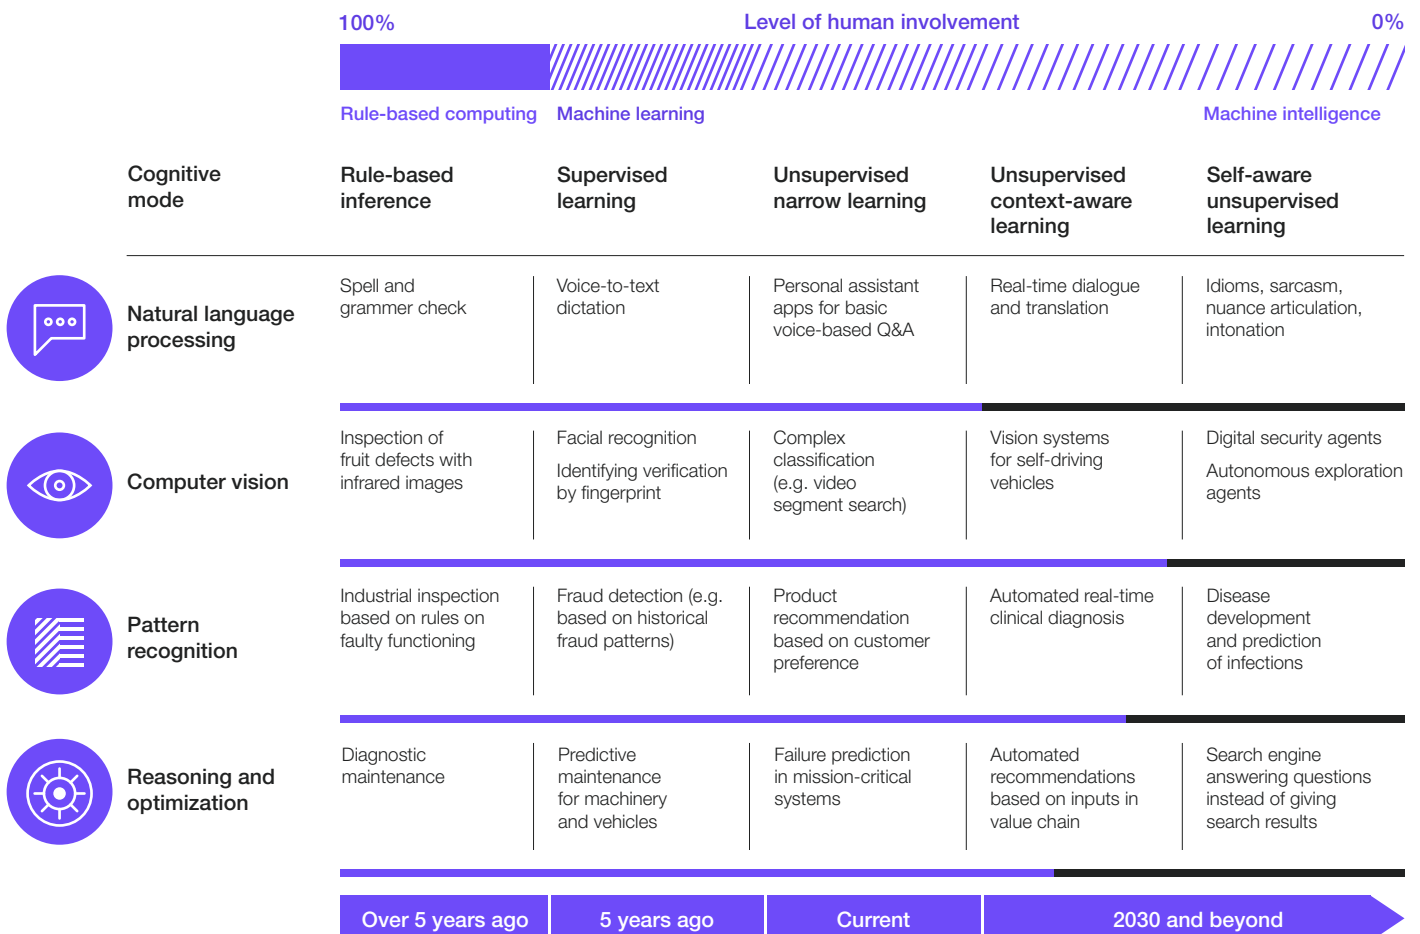 100%
Level of human involvement
0%
Rule-based computing
Machine learning
Machine intelligence
Cognitive
mode
Rule-based
inference
Supervised
learning
Unsupervised
narrow learning
Unsupervised
context-aware
learning
Self-aware
unsupervised
learning
Natural language
processing
Spell and
grammer check
Voice-to-text
dictation
Personal assistant
apps for basic
voice-based Q&A
Real-time dialogue
and translation
Idioms, sarcasm,
nuance articulation,
intonation
Computer vision
Inspection of
fruit defects with
infrared images
Facial recognition
Identifying verification
by fingerprint
Complex
classification
(e.g. video
segment search)
Vision systems
for self-driving
vehicles
Digital security agents
Autonomous exploration
agents
Pattern
recognition
Industrial inspection
based on rules on
faulty functioning
Fraud detection (e.g.
based on historical
fraud patterns)
Product
recommendation
based on customer
preference
Automated real-time
clinical diagnosis
Disease
development
and prediction
of infections
Reasoning and
optimization
Diagnostic
maintenance
Predictive
maintenance
for machinery
and vehicles
Failure prediction
in mission-critical
systems
Automated
recommendations
based on inputs in
value chain
Search engine
answering questions
instead of giving
search results
Over 5 years ago
5 years ago
Current
2030 and beyond